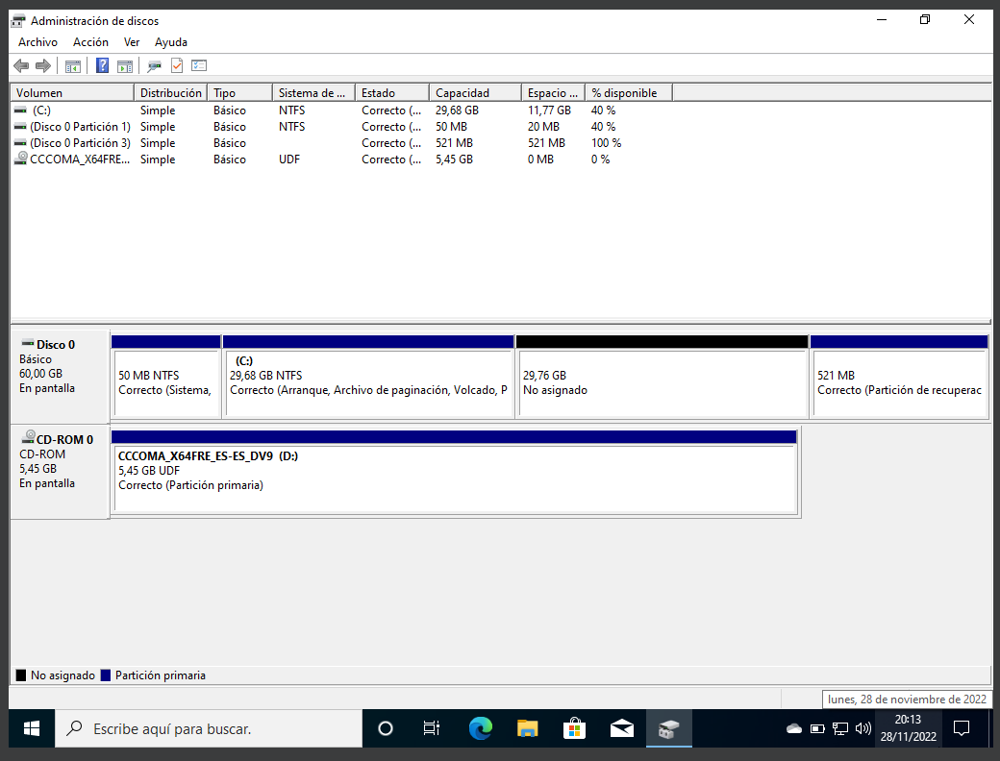 Administración de discos
Archivo Acción Ver Ayuda
Volumen Distribución Tipo Sistema de ... Estado Capacidad Espacio ... % disponible
(C:) Simple Básico NTFS Correcto (... 29,68 GB 11,77 GB 40 %
(Disco 0 Partición 1) Simple Básico NTFS Correcto (... 50 MB 20 MB 40 %
(Disco 0 Partición 3) Simple Básico Correcto (... 521 MB 521 MB 100 %
CCCOMA_X64FRE... Simple Básico UDF Correcto (... 5,45 GB 0 MB 0 %
Disco 0
Básico
60,00 GB
En pantalla
50 MB NTFS
Correcto (Sistema,
(C:)
29,68 GB NTFS
Correcto (Arranque, Archivo de paginación, Volcado, P
29,76 GB
No asignado
521 MB
Correcto (Partición de recuperac
CD-ROM 0
CD-ROM
5,45 GB
En pantalla
CCCOMA_X64FRE_ES-ES_DV9 (D:)
5,45 GB UDF
Correcto (Partición primaria)
No asignado Partición primaria
lunes, 28 de noviembre de 2022
Escribe aquí para buscar.
20:13
28/11/2022